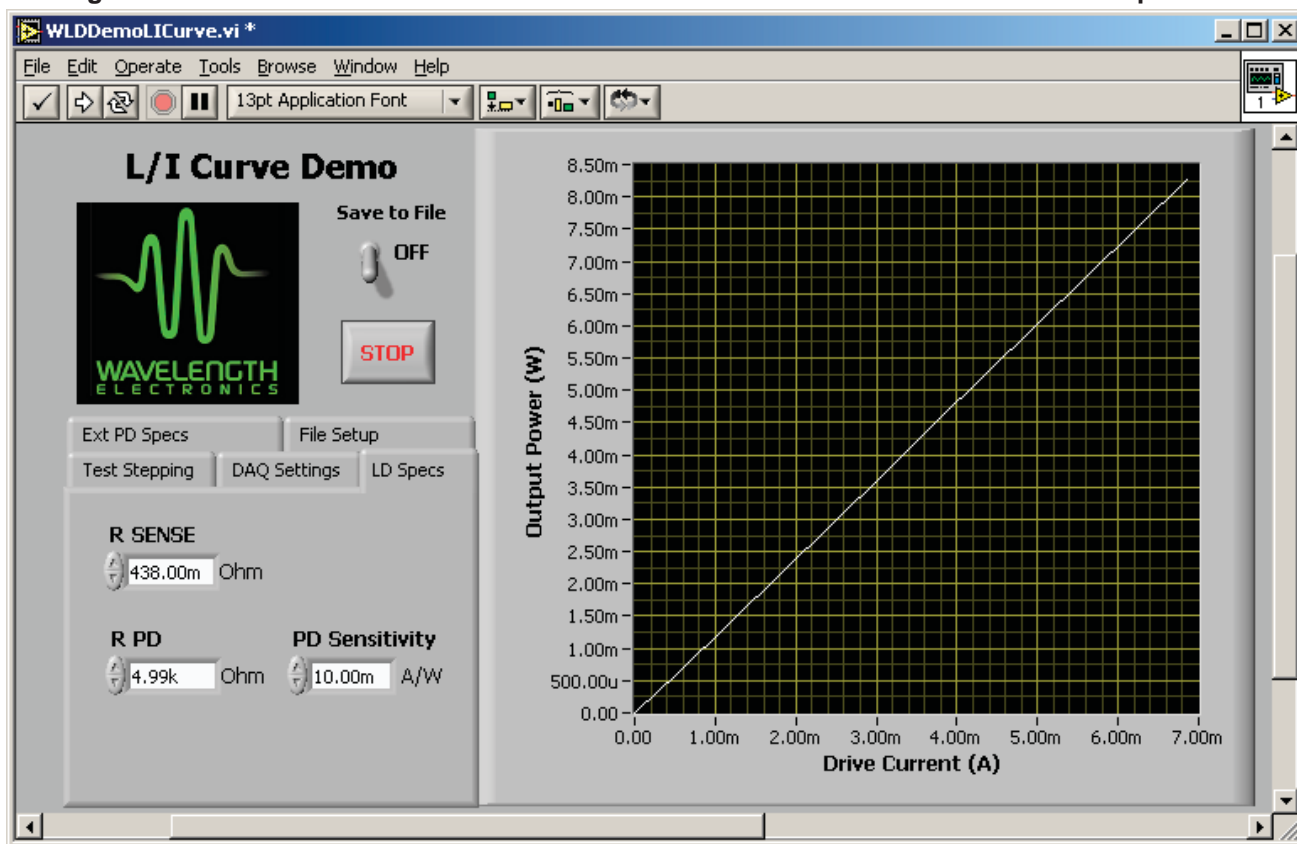 WLDDemoLICurve.vi *
File Edit Operate Tools Browse Window Help
13pt Application Font
1
L/I Curve Demo
Save to File
OFF
STOP
WAVELENGTH
ELECTRONICS
Ext PD Specs File Setup
Test Stepping DAQ Settings LD Specs
R SENSE
438.00m Ohm
R PD PD Sensitivity
4.99k Ohm 10.00m A/W
Output Power (W)
8.50m
8.00m
7.50m
7.00m
6.50m
6.00m
5.50m
5.00m
4.50m
4.00m
3.50m
3.00m
2.50m
2.00m
1.50m
1.00m
500.00u
0.00
0.00 1.00m 2.00m 3.00m 4.00m 5.00m 6.00m 7.00m
Drive Current (A)